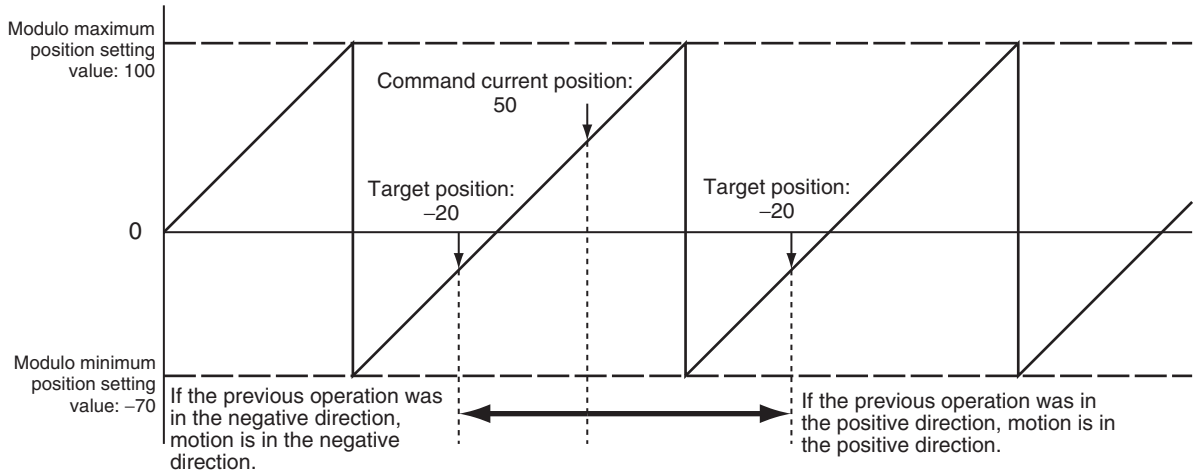 Modulo maximum
position setting
value: 100
Command current position:
50
Target position:
−20
Target position:
−20
0
Modulo minimum
position setting
value: −70
If the previous operation was
in the negative direction,
motion is in the negative
direction.
If the previous operation was in
the positive direction, motion is in
the positive direction.